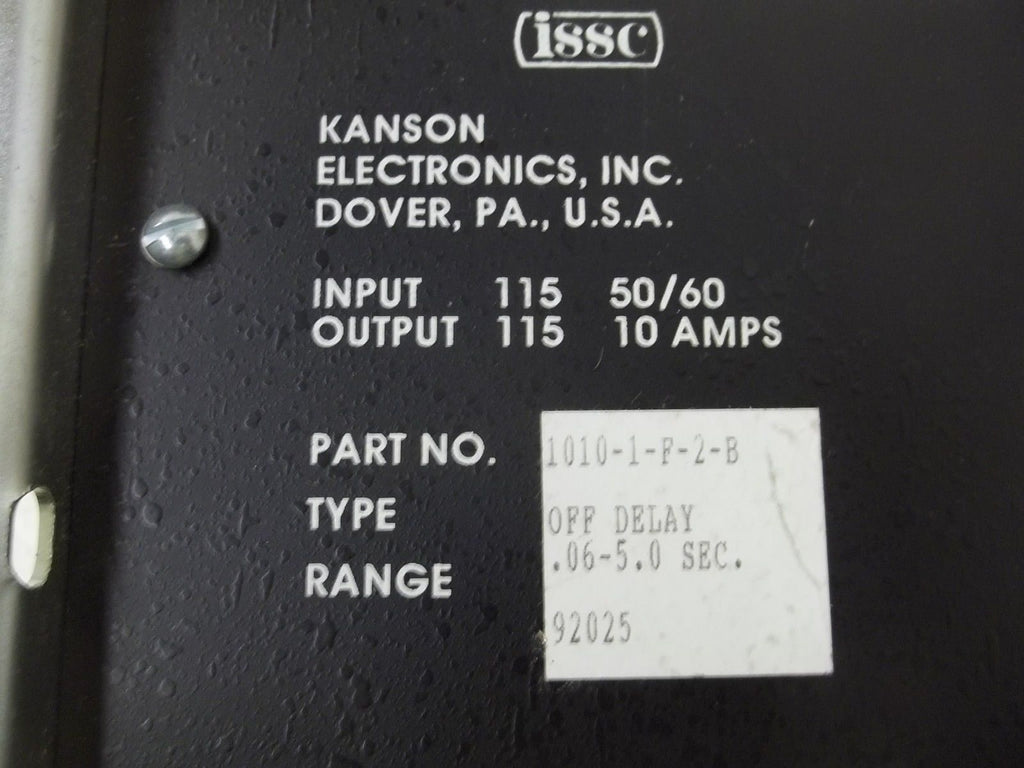 issc
KANSON
ELECTRONICS, INC.
DOVER, PA., U.S.A.
INPUT 115 50/60
OUTPUT 115 10 AMPS
PART NO. 1010-1-F-2-B
TYPE OFF DELAY
RANGE .06-5.0 SEC.
92025